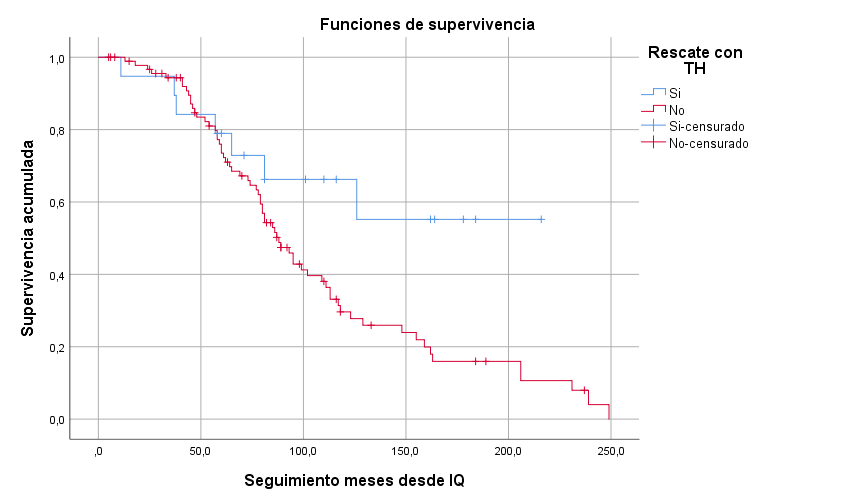 Funciones de supervivencia
Rescate con
TH
Si
No
Si-censurado
No-censurado
Supervivencia acumulada
1,0
0,8
0,6
0,4
0,2
0,0
,0
50,0
100,0
150,0
200,0
250,0
Seguimiento meses desde IQ